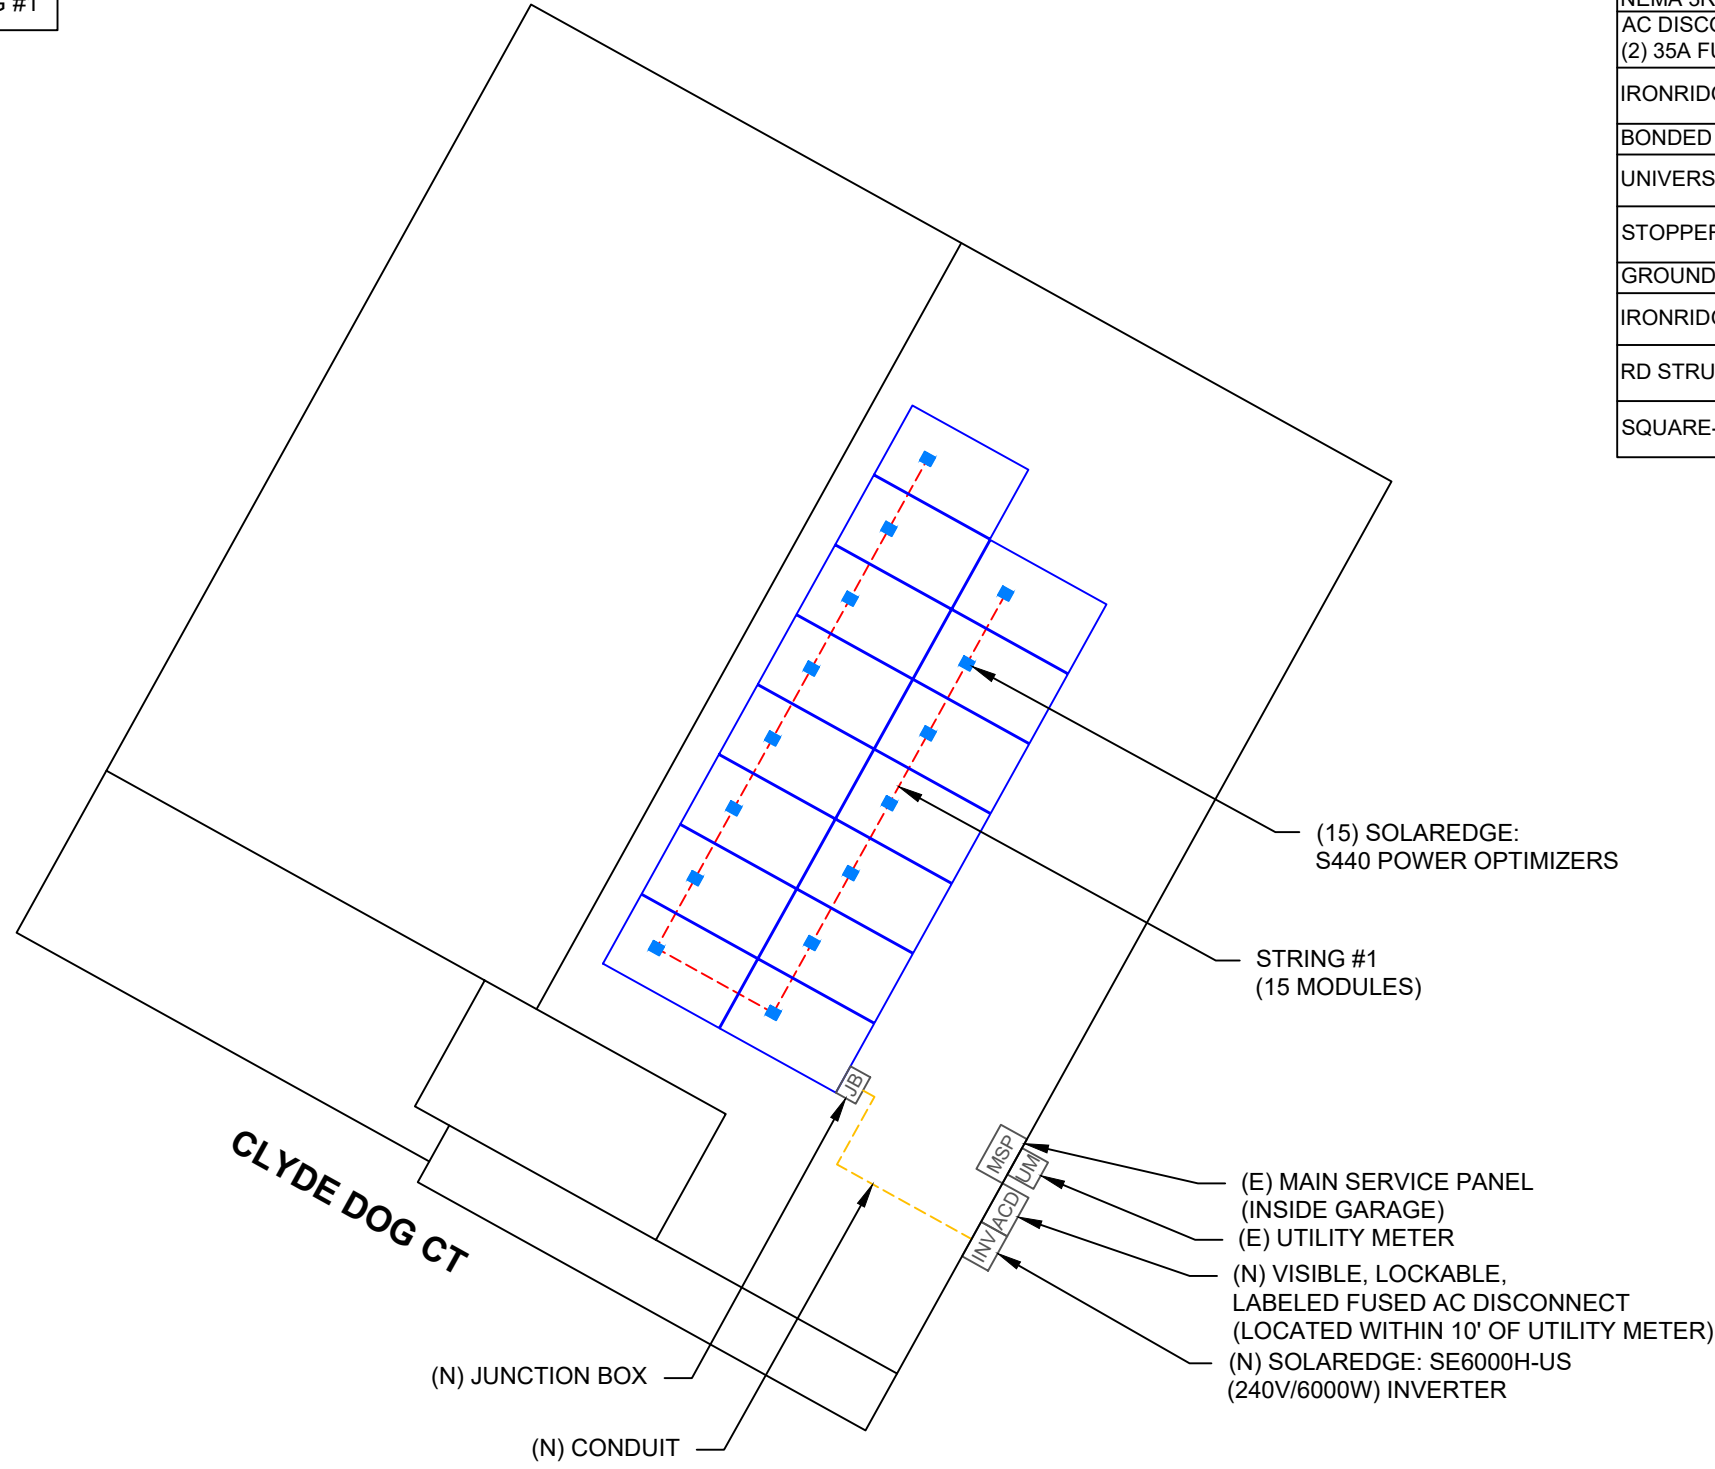 #1
AC DISCO
(2) 35A FU
IRONRIDG
BONDED
UNIVERS
STOPPER
GROUND
IRONRIDG
RD STRU
SQUARE-
(15) SOLAREDGE:
S440 POWER OPTIMIZERS
STRING #1
(15 MODULES)
JB
MSP
UM
ACD
INV
(E) MAIN SERVICE PANEL
(INSIDE GARAGE)
(E) UTILITY METER
(N) VISIBLE, LOCKABLE,
LABELED FUSED AC DISCONNECT
(LOCATED WITHIN 10' OF UTILITY METER)
(N) SOLAREDGE: SE6000H-US
(240V/6000W) INVERTER
CLYDE DOG CT
(N) JUNCTION BOX
(N) CONDUIT